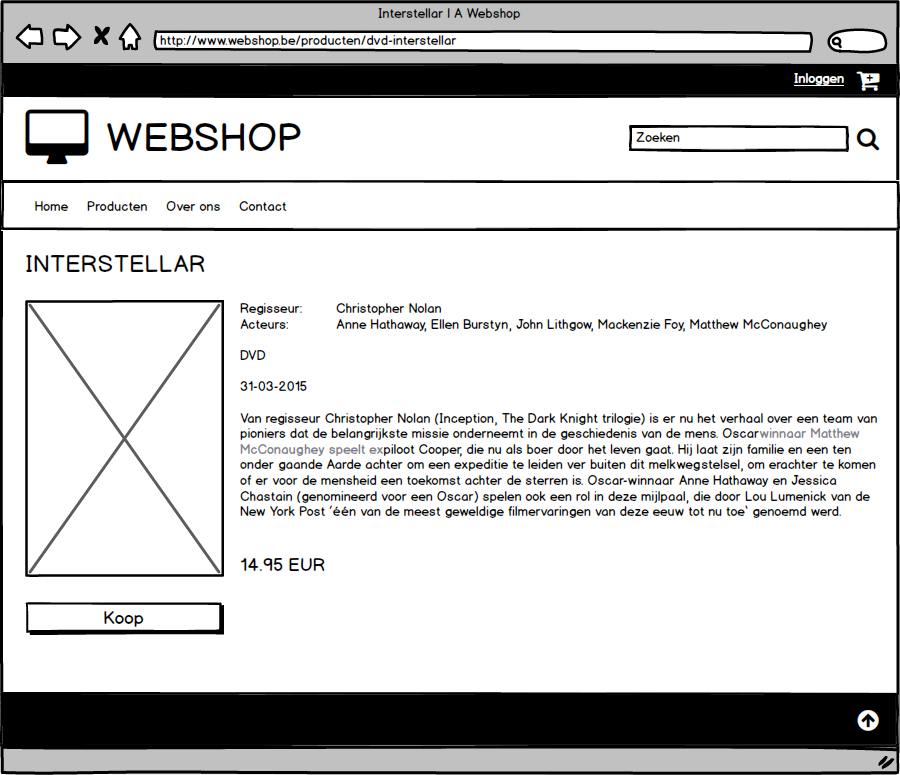 Interstellar | A Webshop
http://www.webshop.be/producten/dvd-interstellar
Inloggen
WEBSHOP
Zoeken
Home Producten Over ons Contact
INTERSTELLAR
Regisseur: Christopher Nolan
Acteurs: Anne Hathaway, Ellen Burstyn, John Lithgow, Mackenzie Foy, Matthew McConaughey
DVD
31-03-2015
Van regisseur Christopher Nolan (Inception, The Dark Knight trilogie) is er nu het verhaal over een team van
pioniers dat de belangrijkste missie onderneemt in de geschiedenis van de mens. Oscarwinnaar Matthew
McConaughey speelt expiloot Cooper, die nu als boer door het leven gaat. Hij laat zijn familie en een ten
onder gaande Aarde achter om een expeditie te leiden ver buiten dit melkwegstelsel, om erachter te komen
of er voor de mensheid een toekomst achter de sterren is. Oscar-winnaar Anne Hathaway en Jessica
Chastain (genomineerd voor een Oscar) spelen ook een rol in deze mijlpaal, die door Lou Lumenick van de
New York Post ´één van de meest geweldige filmervaringen van deze eeuw tot nu toe` genoemd werd.
14.95 EUR
Koop